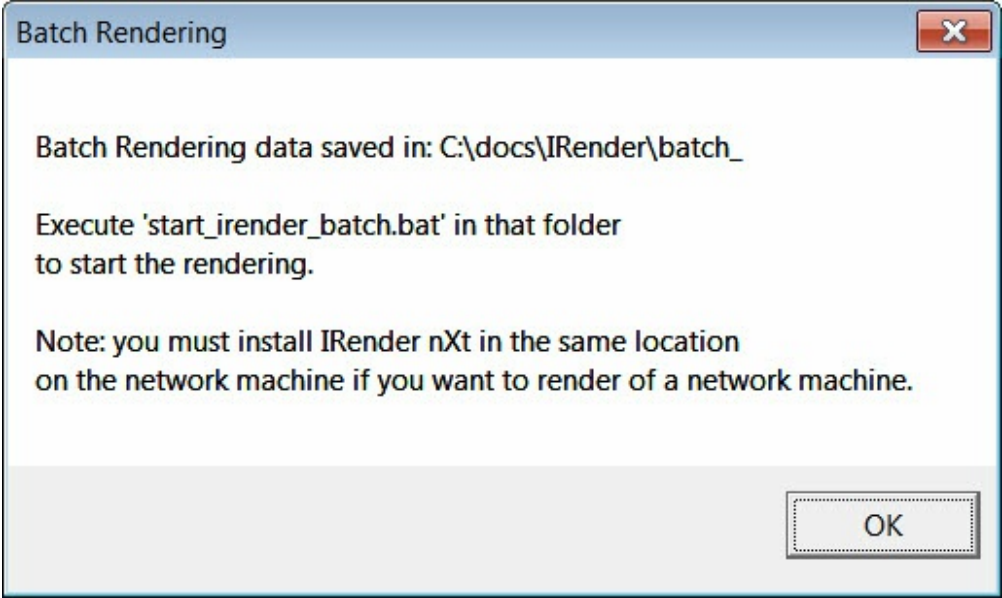 Batch Rendering
Batch Rendering data saved in: C:\docs\IRender\batch_
Execute 'start_irender_batch.bat' in that folder
to start the rendering.
Note: you must install IRender nXt in the same location
on the network machine if you want to render of a network machine.
OK